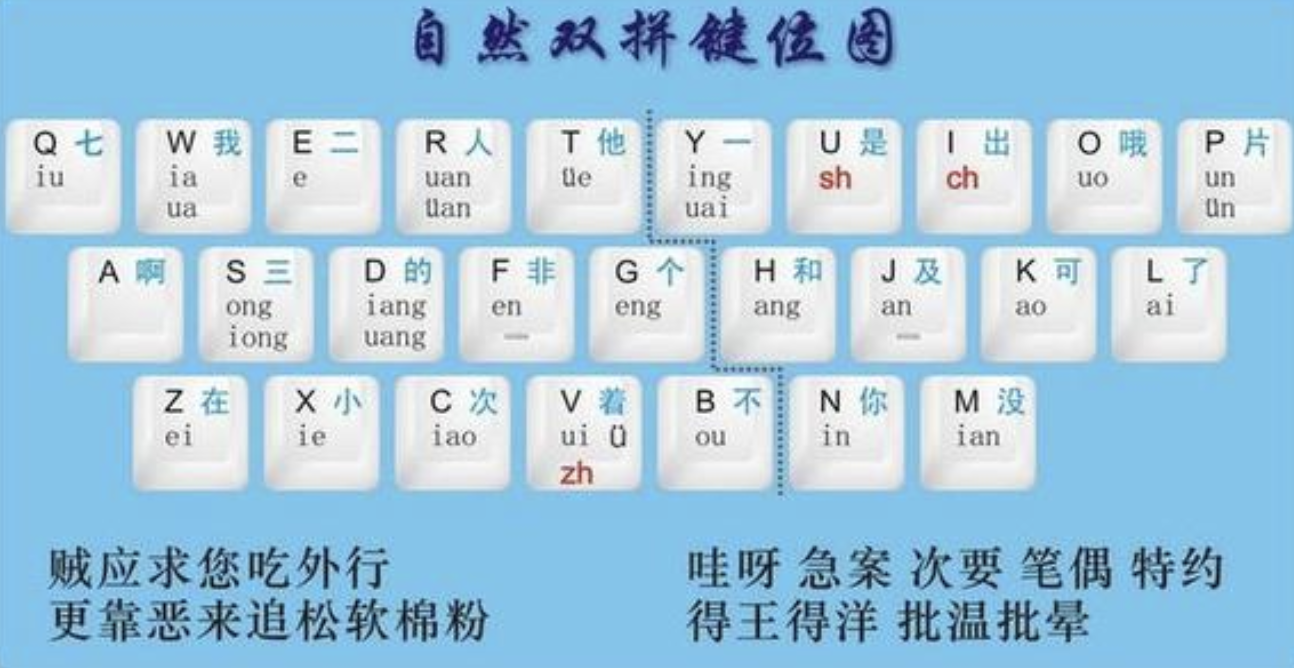 自然双拼键位图
Q 七 W 我 E 二 R 人 T 他 Y 一 U 是 I 出 O 哦 P 片
iu ia e uan üe ing sh ch uo un
ua üan uai ün
A 啊 S 三 D 的 F 非 G 个 H 和 J 及 K 可 L 了
ong iang en eng ang an ao ai
iong uang
Z 在 X 小 C 次 V 着 B 不 N 你 M 没
ei ie iao ui ü ou in ian
zh
贼应求您吃外行 哇呀 急案 次要 笔偶 特约
更靠恶来追松软棉粉 得王得洋 批温批晕